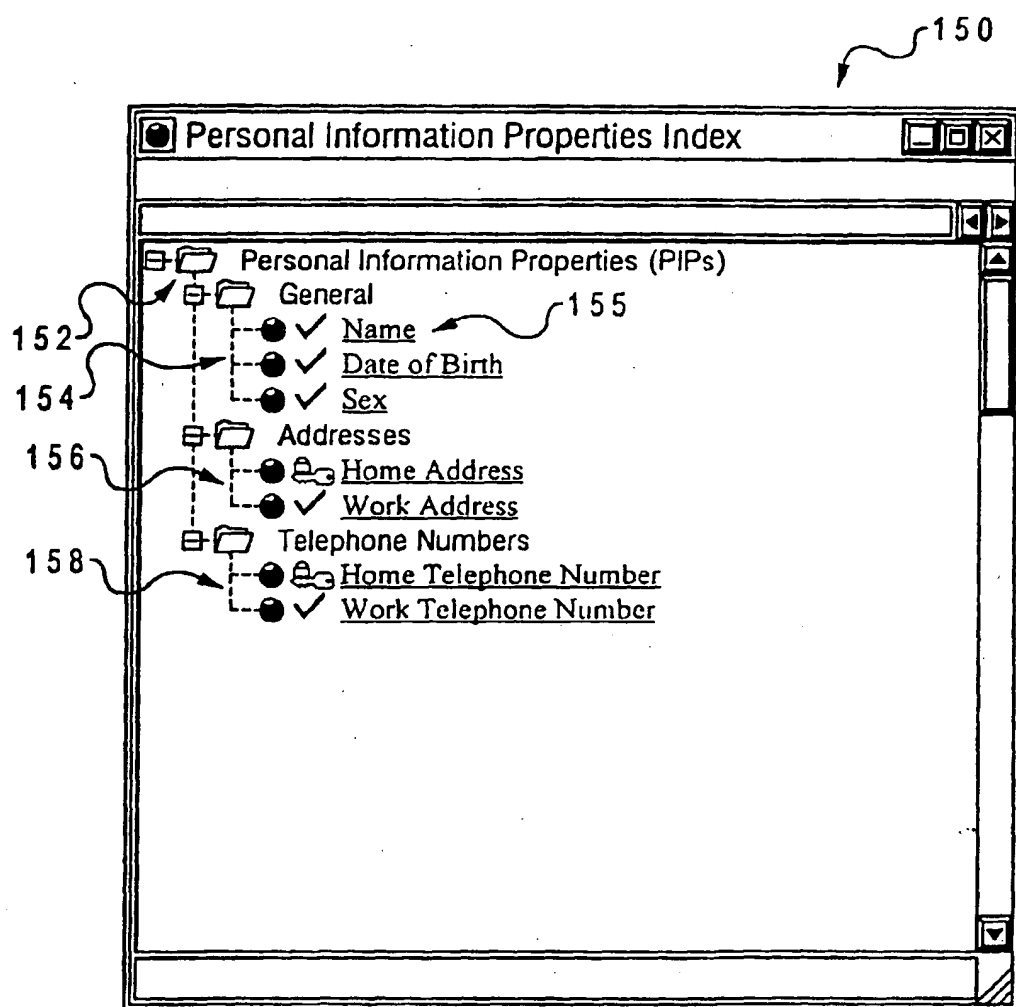 150
Personal Information Properties Index
Personal Information Properties (PIPs)
General
155
152
Name
Date of Birth
154
Sex
Addresses
156
Home Address
Work Address
Telephone Numbers
158
Home Telephone Number
Work Telephone Number